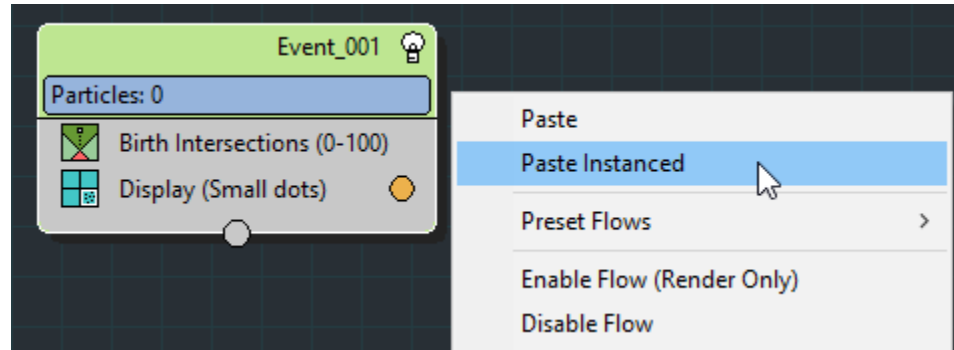 Event_001
Particles: 0
Birth Intersections (0-100)
Display (Small dots)
Paste
Paste Instanced
Preset Flows
Enable Flow (Render Only)
Disable Flow